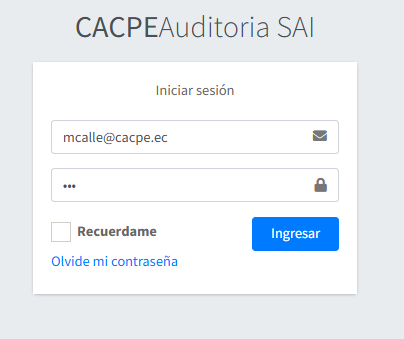 CACPEAuditoria SAI
Iniciar sesión
mcalle@cacpe.ec
•••
Recuerdame
Ingresar
Olvide mi contraseña